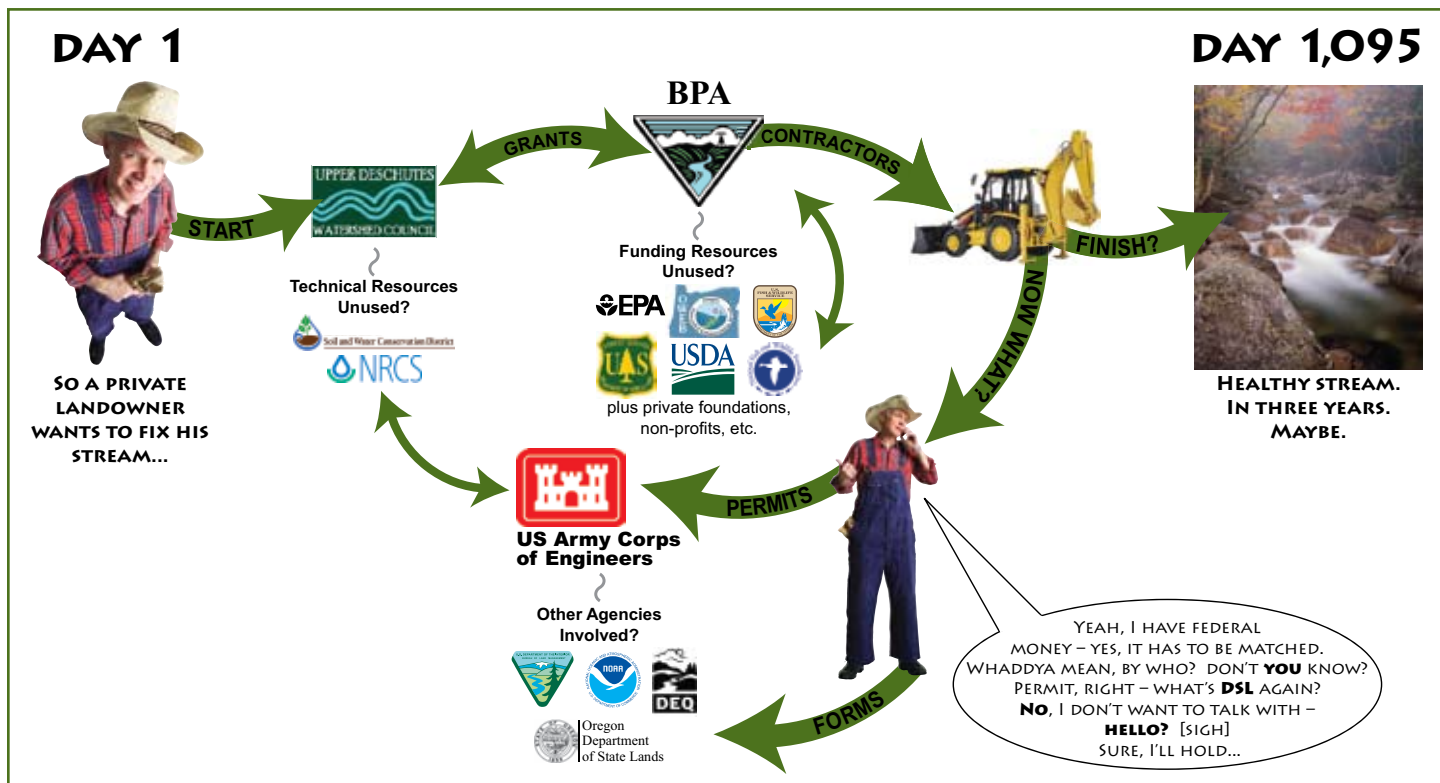 DAY 1
DAY 1,095
BPA
START
UPPER DESCHUTES
WATERSHED COUNCIL
GRANTS
CONTRACTORS
FINISH?
NOW WHAT?
Technical Resources
Unused?
Soil and Water Conservation District
NRCS
Funding Resources
Unused?
EPA
U.S.
FISH & WILDLIFE
SERVICE
UAS
USDA
plus private foundations,
non-profits, etc.
SO A PRIVATE
LANDOWNER
WANTS TO FIX HIS
STREAM...
HEALTHY STREAM.
IN THREE YEARS.
MAYBE.
PERMITS
US Army Corps
of Engineers
Other Agencies
Involved?
NOAA
DEQ
Oregon
Department
of State Lands
FORMS
YEAH, I HAVE FEDERAL
MONEY – YES, IT HAS TO BE MATCHED.
WHADDYA MEAN, BY WHO? DON'T YOU KNOW?
PERMIT, RIGHT – WHAT'S DSL AGAIN?
NO, I DON'T WANT TO TALK WITH –
HELLO? [SIGH]
SURE, I'LL HOLD...